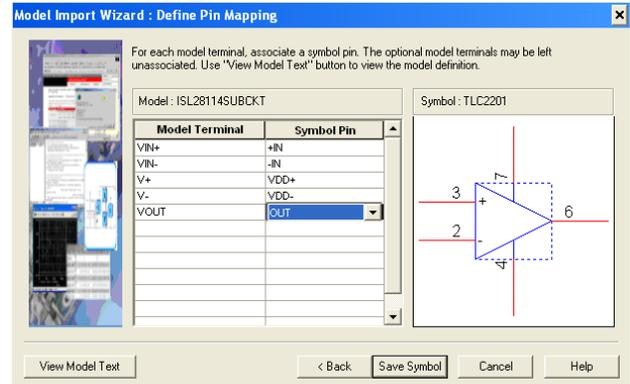 Model Import Wizard : Define Pin Mapping
For each model terminal, associate a symbol pin. The optional model terminals may be left
unassociated. Use "View Model Text" button to view the model definition.
Model : ISL28114SUBCKT
Symbol : TLC2201
Model Terminal Symbol Pin
VIN+ +IN
VIN- -IN
V+ VDD+
V- VDD-
VOUT OUT
7
3
+
6
2
-
4
View Model Text
< Back
Save Symbol
Cancel
Help